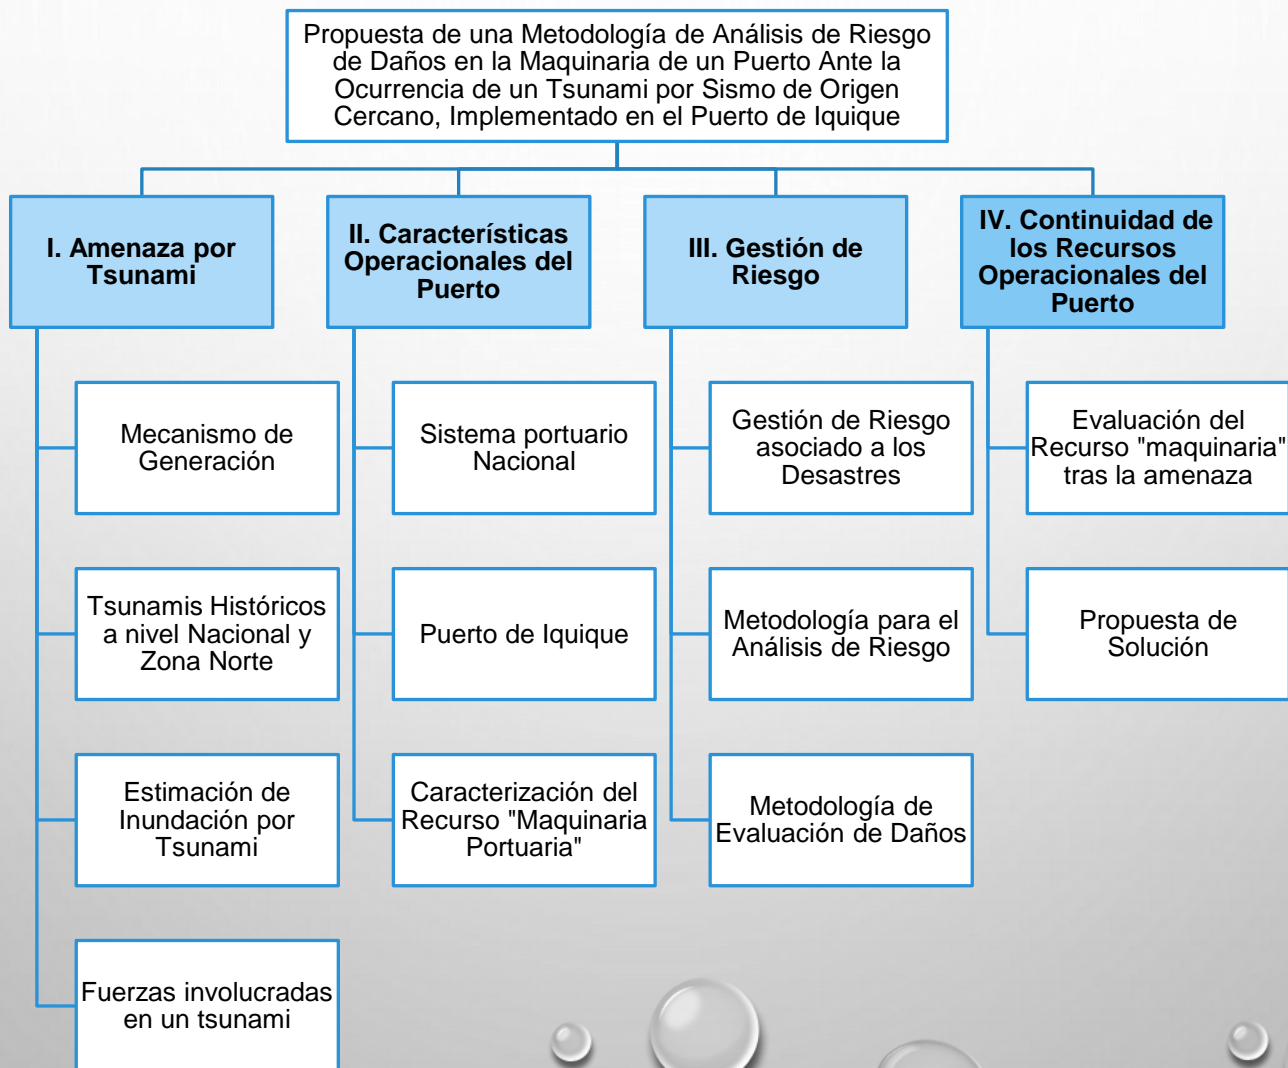 Propuesta de una Metodología de Análisis de Riesgo
de Daños en la Maquinaria de un Puerto Ante la
Ocurrencia de un Tsunami por Sismo de Origen
Cercano, Implementado en el Puerto de Iquique
I. Amenaza por
Tsunami
Mecanismo de
Generación
Tsunamis Históricos
a nivel Nacional y
Zona Norte
Estimación de
Inundación por
Tsunami
Fuerzas involucradas
en un tsunami
II. Características
Operacionales del
Puerto
Sistema portuario
Nacional
Puerto de Iquique
Caracterización del
Recurso "Maquinaria
Portuaria"
III. Gestión de
Riesgo
Gestión de Riesgo
asociado a los
Desastres
Metodología para el
Análisis de Riesgo
Metodología de
Evaluación de Daños
IV. Continuidad de
los Recursos
Operacionales del
Puerto
Evaluación del
Recurso "maquinaria"
tras la amenaza
Propuesta de
Solución